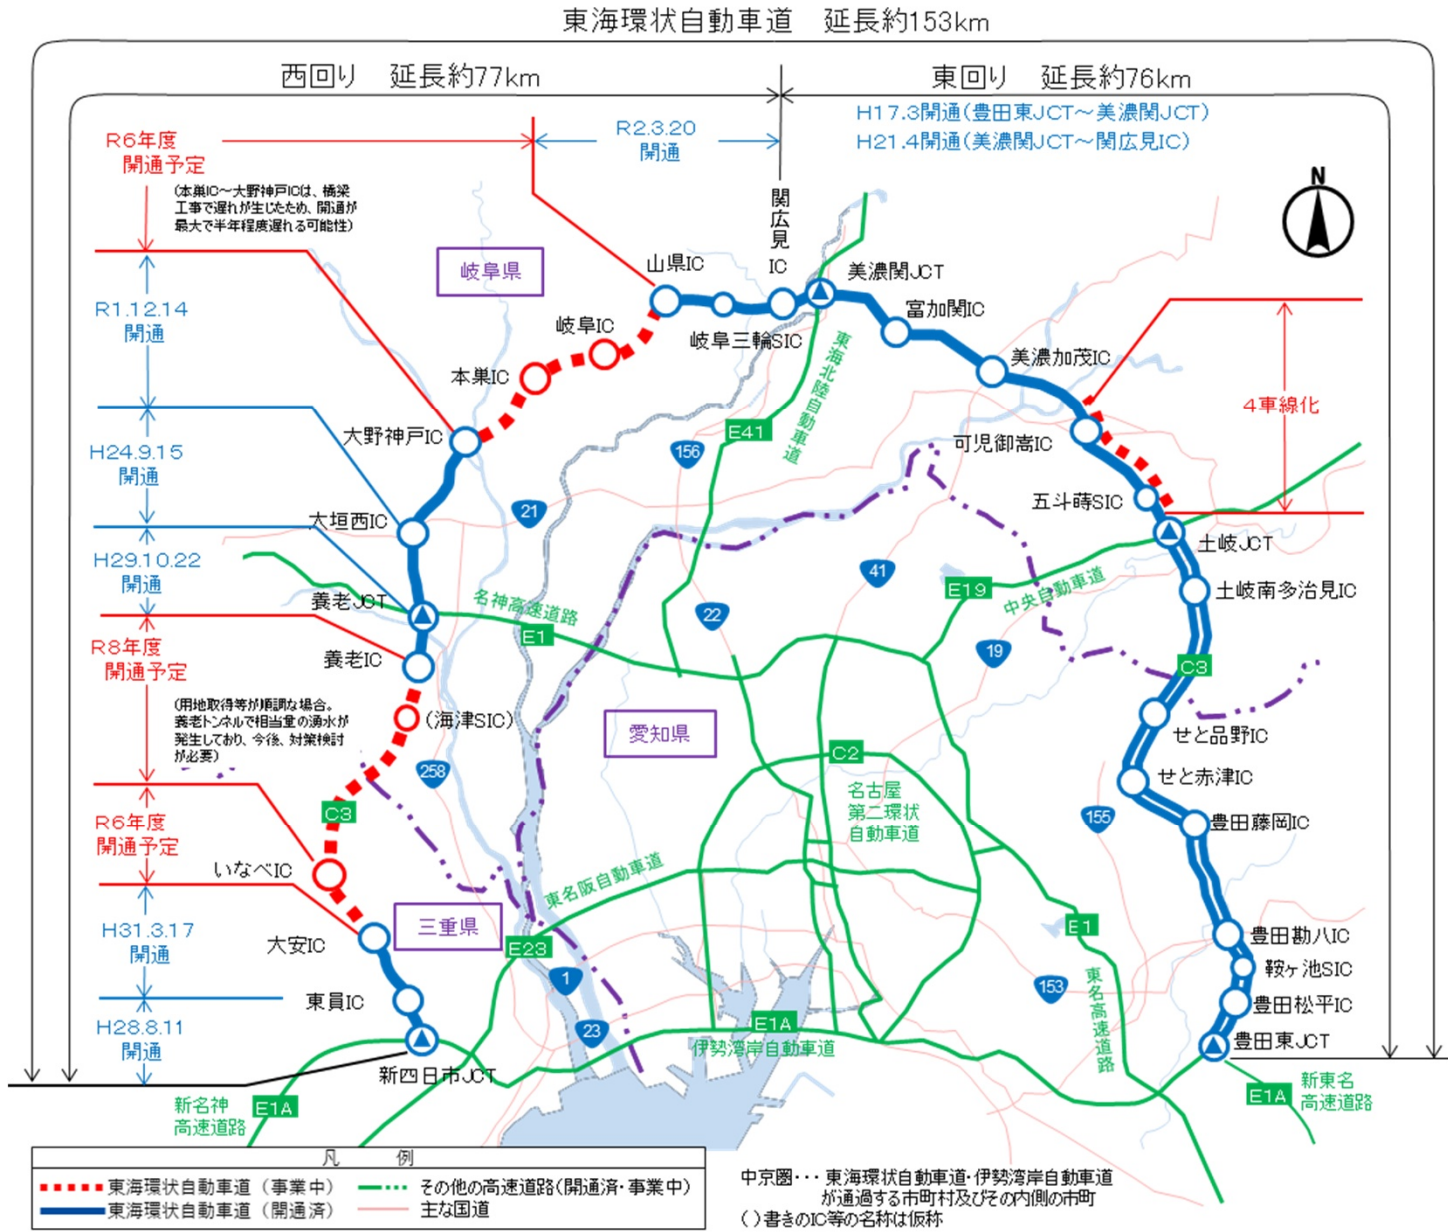 東海環状自動車道　延長約153km
西回り　延長約77km
東回り　延長約76km
H17.3開通(豊田東JCT～美濃関JCT)
H21.4開通(美濃関JCT～関広見IC)
R6年度
開通予定
R2.3.20
開通
(本巣IC～大野神戸ICは、橋梁
工事で遅れが生じたため、開通が
最大で半年程度遅れる可能性)
N
関広見IC
岐阜県
山県IC
美濃関JCT
富加関IC
岐阜IC
岐阜三輪SIC
美濃加茂IC
R1.12.14
開通
本巣IC
東海北陸自動車道
4車線化
E41
大野神戸IC
可児御嵩IC
156
H24.9.15
開通
五斗蒔SIC
21
大垣西IC
土岐JCT
H29.10.22
開通
41
E19
中央自動車道
土岐南多治見IC
養老JCT
名神高速道路
E1
22
19
R8年度
開通予定
養老IC
C3
(用地取得等が順調な場合。
養老トンネルで相当量の湧水が
発生しており、今後、対策検討
が必要)
(海津SIC)
愛知県
せと品野IC
258
C2
せと赤津IC
名古屋
第二環状
自動車道
C3
155
R6年度
開通予定
豊田藤岡IC
いなべIC
東名阪自動車道
三重県
E1
H31.3.17
開通
大安IC
E23
豊田勘八IC
鞍ヶ池SIC
1
153
東名高速道路
東員IC
豊田松平IC
H28.8.11
開通
23
E1A
伊勢湾岸自動車道
豊田東JCT
新四日市JCT
新名神
高速道路
E1A
E1A
新東名
高速道路
凡　例
東海環状自動車道（事業中）
その他の高速道路(開通済・事業中)
東海環状自動車道（開通済）
主な国道
中京圏・・・東海環状自動車道・伊勢湾岸自動車道
が通過する市町村及びその内側の市町
( )書きのIC等の名称は仮称